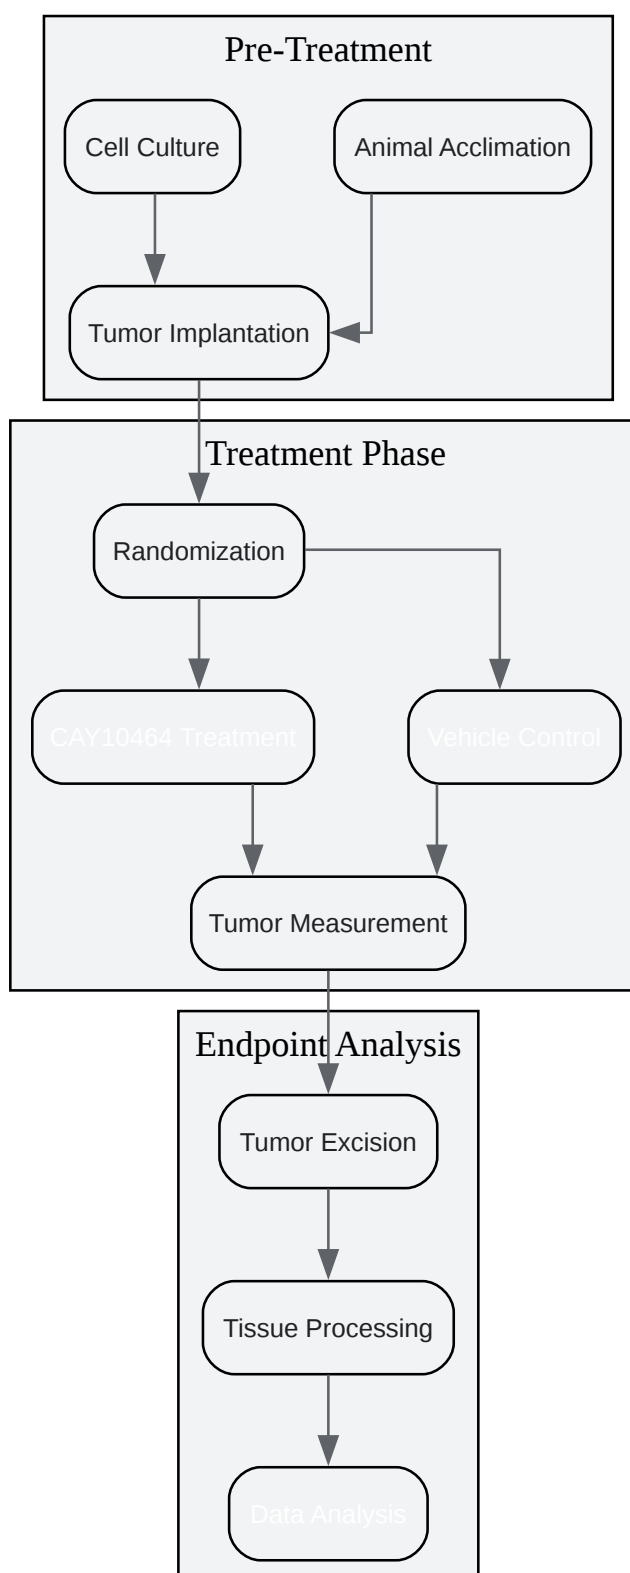 Pre-Treatment
Cell Culture
Animal Acclimation
Tumor Implantation
Treatment Phase
Randomization
CAY10464 Treatment
Vehicle Control
Tumor Measurement
Endpoint Analysis
Tumor Excision
Tissue Processing
Data Analysis